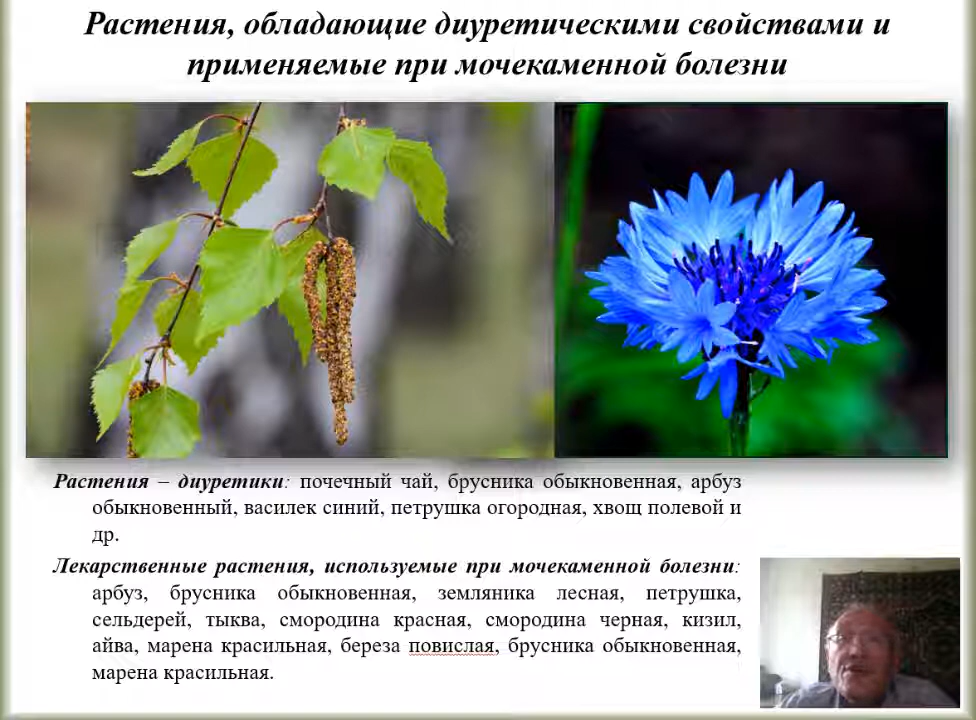 Растения, обладающие диуретическими свойствами и
применяемые при мочекаменной болезни
Растения – диуретики: почечный чай, брусника обыкновенная, арбуз
обыкновенный, василек синий, петрушка огородная, хвощ полевой и
др.
Лекарственные растения, используемые при мочекаменной болезни:
арбуз, брусника обыкновенная, земляника лесная, петрушка,
сельдерей, тыква, смородина красная, смородина черная, кизил,
айва, марена красильная, береза повислая, брусника обыкновенная,
марена красильная.